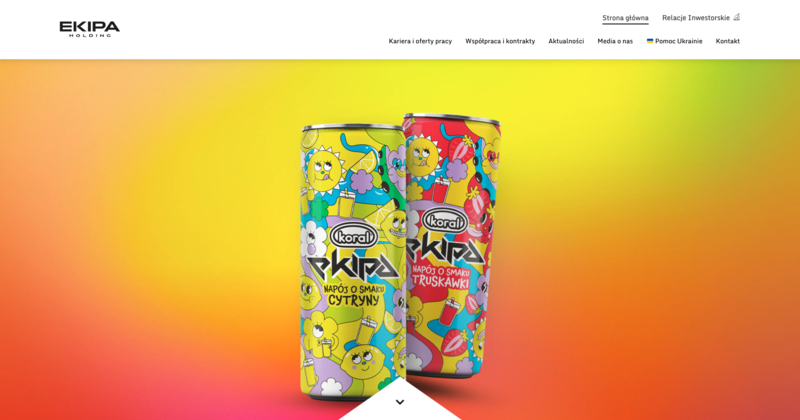 EKIPA
HOLDING
Strona główna
Relacje Inwestorskie
Kariera i oferty pracy
Współpraca i kontrakty
Aktualności
Media o nas
Pomoc Ukrainie
Kontakt
koral
ekipa
NAPÓJ O SMAKU
CYTRYNY
koral
ekipa
NAPÓJ O SMAKU
TRUSKAWKI